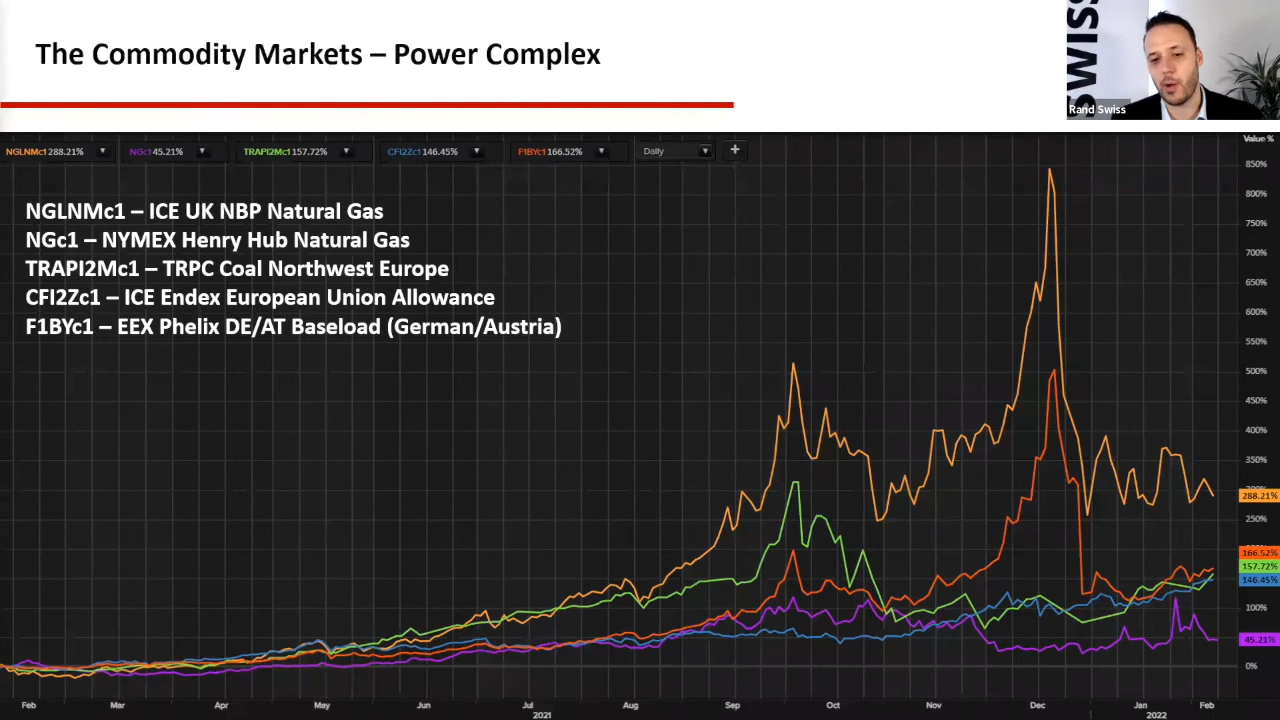 The Commodity Markets – Power Complex
SWISS
Rand Swiss
NGLNMc1 288.21%
NGc1 45.21%
TRAPI2Mc1 157.72%
CFI2Zc1 146.45%
F1BYc1 166.52%
Daily
+
Value %
NGLNMc1 – ICE UK NBP Natural Gas
NGc1 – NYMEX Henry Hub Natural Gas
TRAPI2Mc1 – TRPC Coal Northwest Europe
CFI2Zc1 – ICE Endex European Union Allowance
F1BYc1 – EEX Phelix DE/AT Baseload (German/Austria)
850%
800%
750%
700%
650%
600%
550%
500%
450%
400%
350%
288.21%
250%
166.52%
157.72%
146.45%
100%
45.21%
0%
Feb Mar Apr May Jun Jul Aug Sep Oct Nov Dec Jan Feb
2021 2022